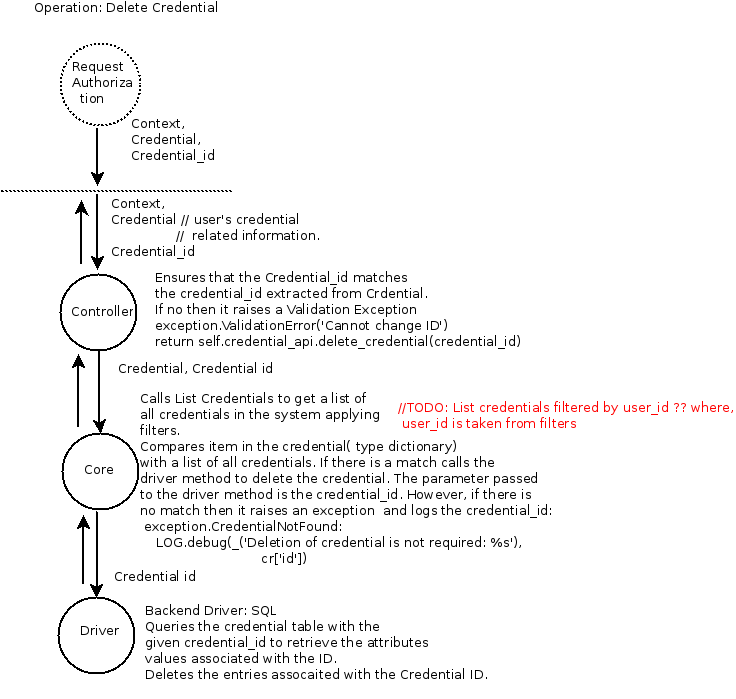 Operation: Delete Credential
Request
Authoriza
tion
Context,
Credential,
Credential_id
Context,
Credential // user's credential
// related information.
Credential_id
Controller
Ensures that the Credential_id matches
the credential_id extracted from Crdential.
If no then it raises a Validation Exception
exception.ValidationError('Cannot change ID')
return self.credential_api.delete_credential(credential_id)
Credential, Credential id
Calls List Credentials to get a list of
all credentials in the system applying
filters.
//TODO: List credentials filtered by user_id ?? where,
user_id is taken from filters
Core
Compares item in the credential( type dictionary)
with a list of all credentials. If there is a match calls the
driver method to delete the credential. The parameter passed
to the driver method is the credential_id. However, if there is
no match then it raises an exception  and logs the credential_id:
exception.CredentialNotFound:
LOG.debug(_('Deletion of credential is not required: %s'),
cr['id'])
Credential id
Driver
Backend Driver: SQL
Queries the credential table with the
given credential_id to retrieve the attributes
values associated with the ID.
Deletes the entries assocaited with the Credential ID.